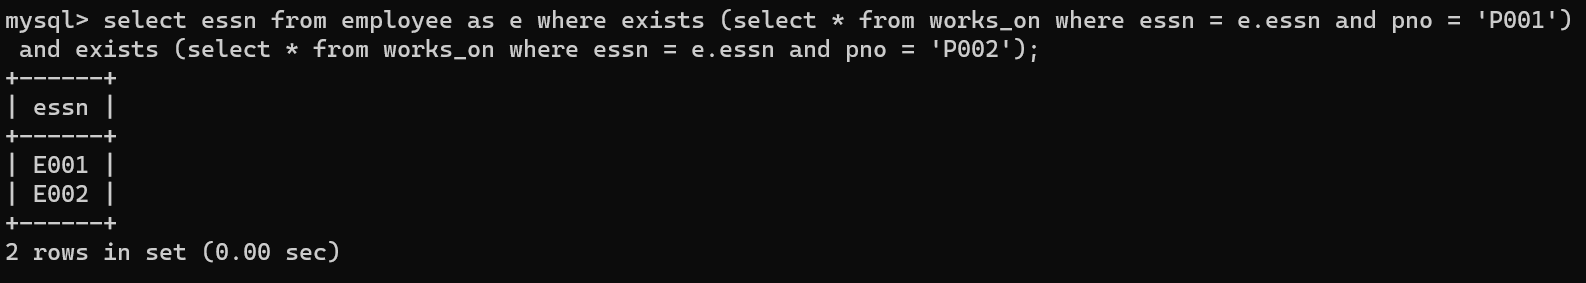 mysql> select essn from employee as e where exists (select * from works_on where essn = e.essn and pno = 'P001')
 and exists (select * from works_on where essn = e.essn and pno = 'P002');
+------+
| essn |
+------+
| E001 |
| E002 |
+------+
2 rows in set (0.00 sec)